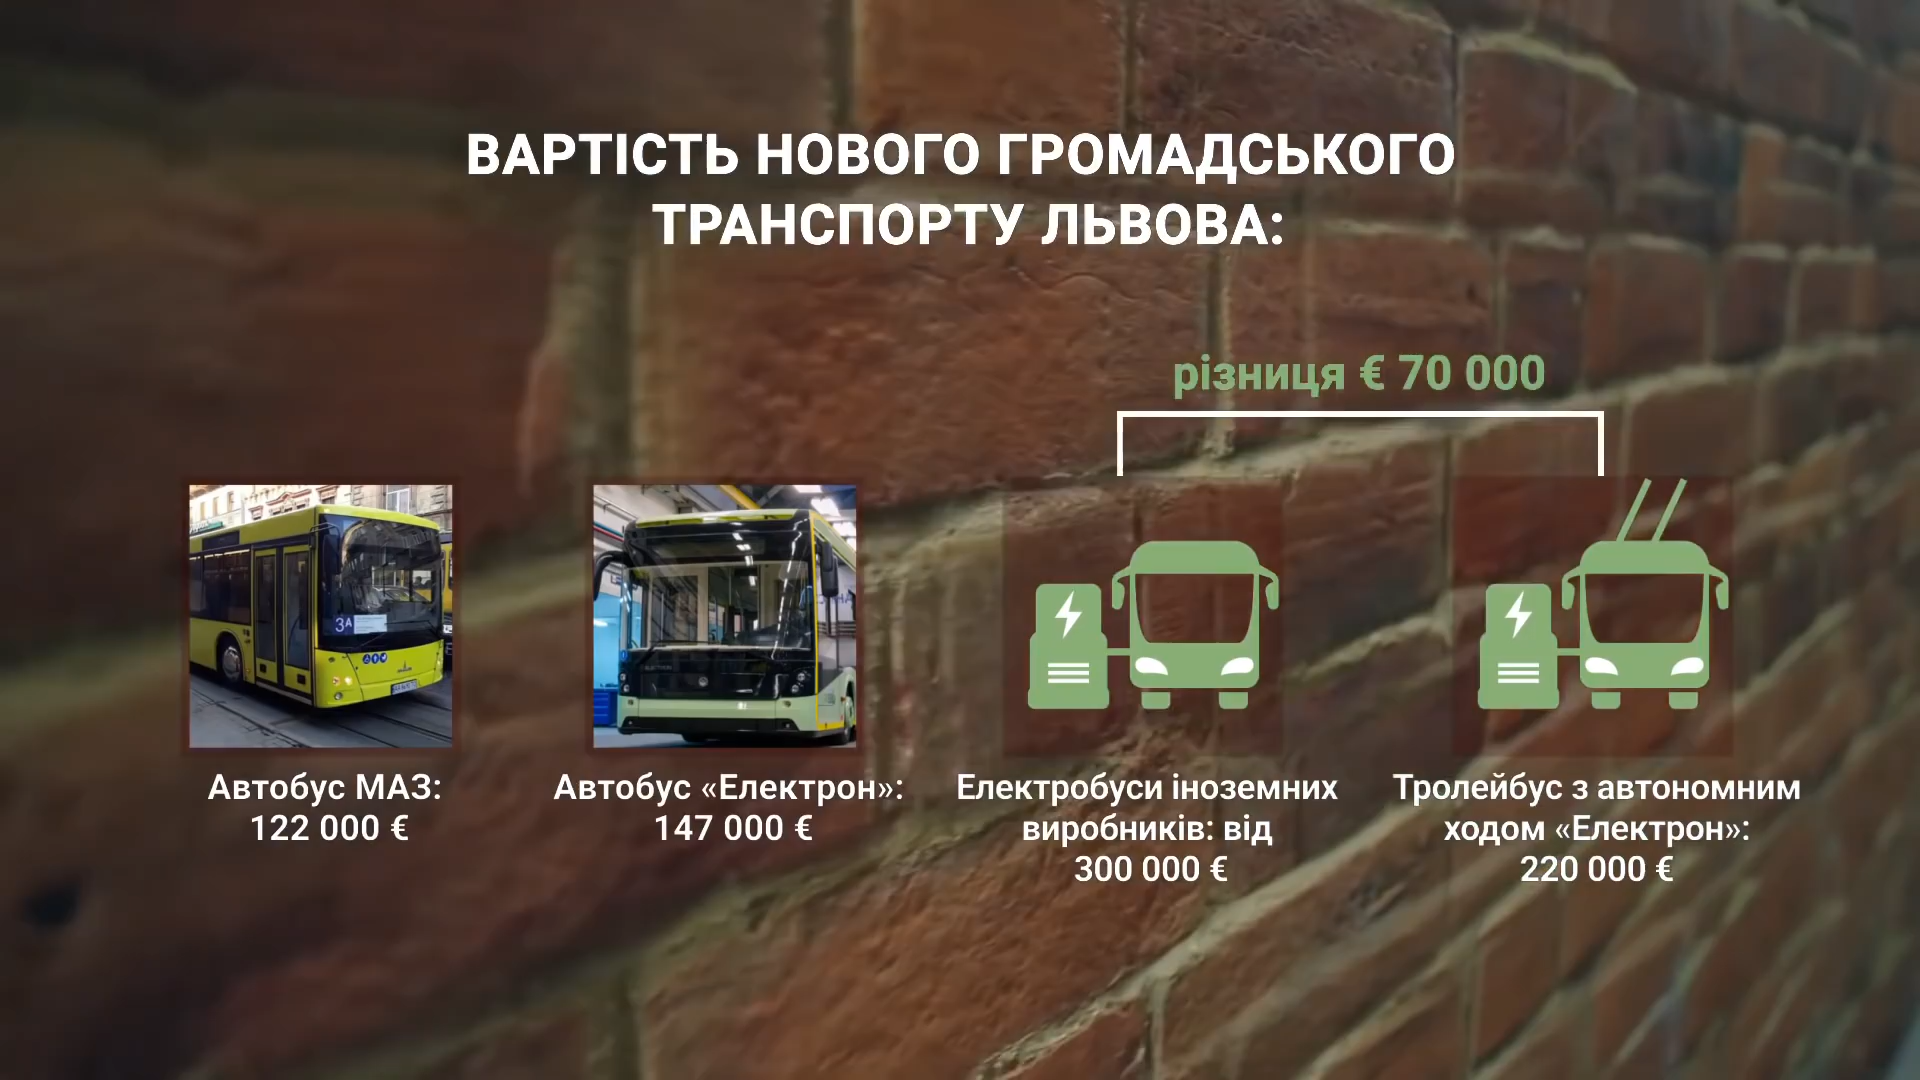 ВАРТІСТЬ НОВОГО ГРОМАДСЬКОГО
ТРАНСПОРТУ ЛЬВОВА:
різниця € 70 000
3А
Автобус МАЗ:
122 000 €
Автобус «Електрон»:
147 000 €
Електробуси іноземних
виробників: від
300 000 €
Тролейбус з автономним
ходом «Електрон»:
220 000 €